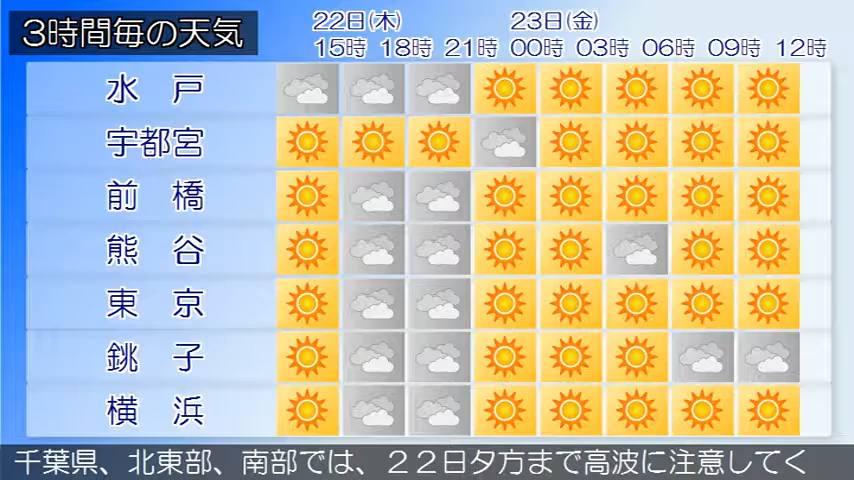 3時間毎の天気
22日(木) 23日(金)
15時 18時 21時 00時 03時 06時 09時 12時
水 戸
宇都宮
前 橋
熊 谷
東 京
銚 子
横 浜
千葉県、北東部、南部では、２２日夕方まで高波に注意してく